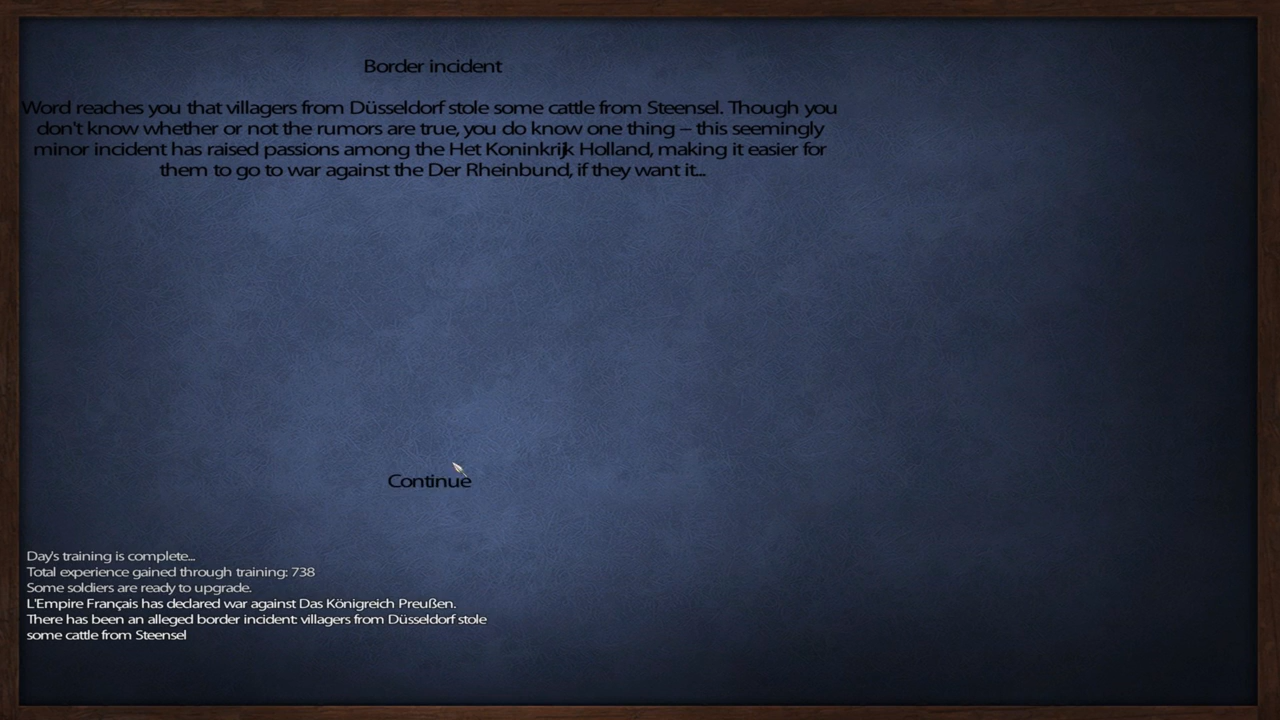 Border incident
Word reaches you that villagers from Düsseldorf stole some cattle from Steensel. Though you
don't know whether or not the rumors are true, you do know one thing – this seemingly
minor incident has raised passions among the Het Koninkrijk Holland, making it easier for
them to go to war against the Der Rheinbund, if they want it...
Continue
Day's training is complete...
Total experience gained through training: 738
Some soldiers are ready to upgrade.
L'Empire Français has declared war against Das Königreich Preußen.
There has been an alleged border incident: villagers from Düsseldorf stole
some cattle from Steensel